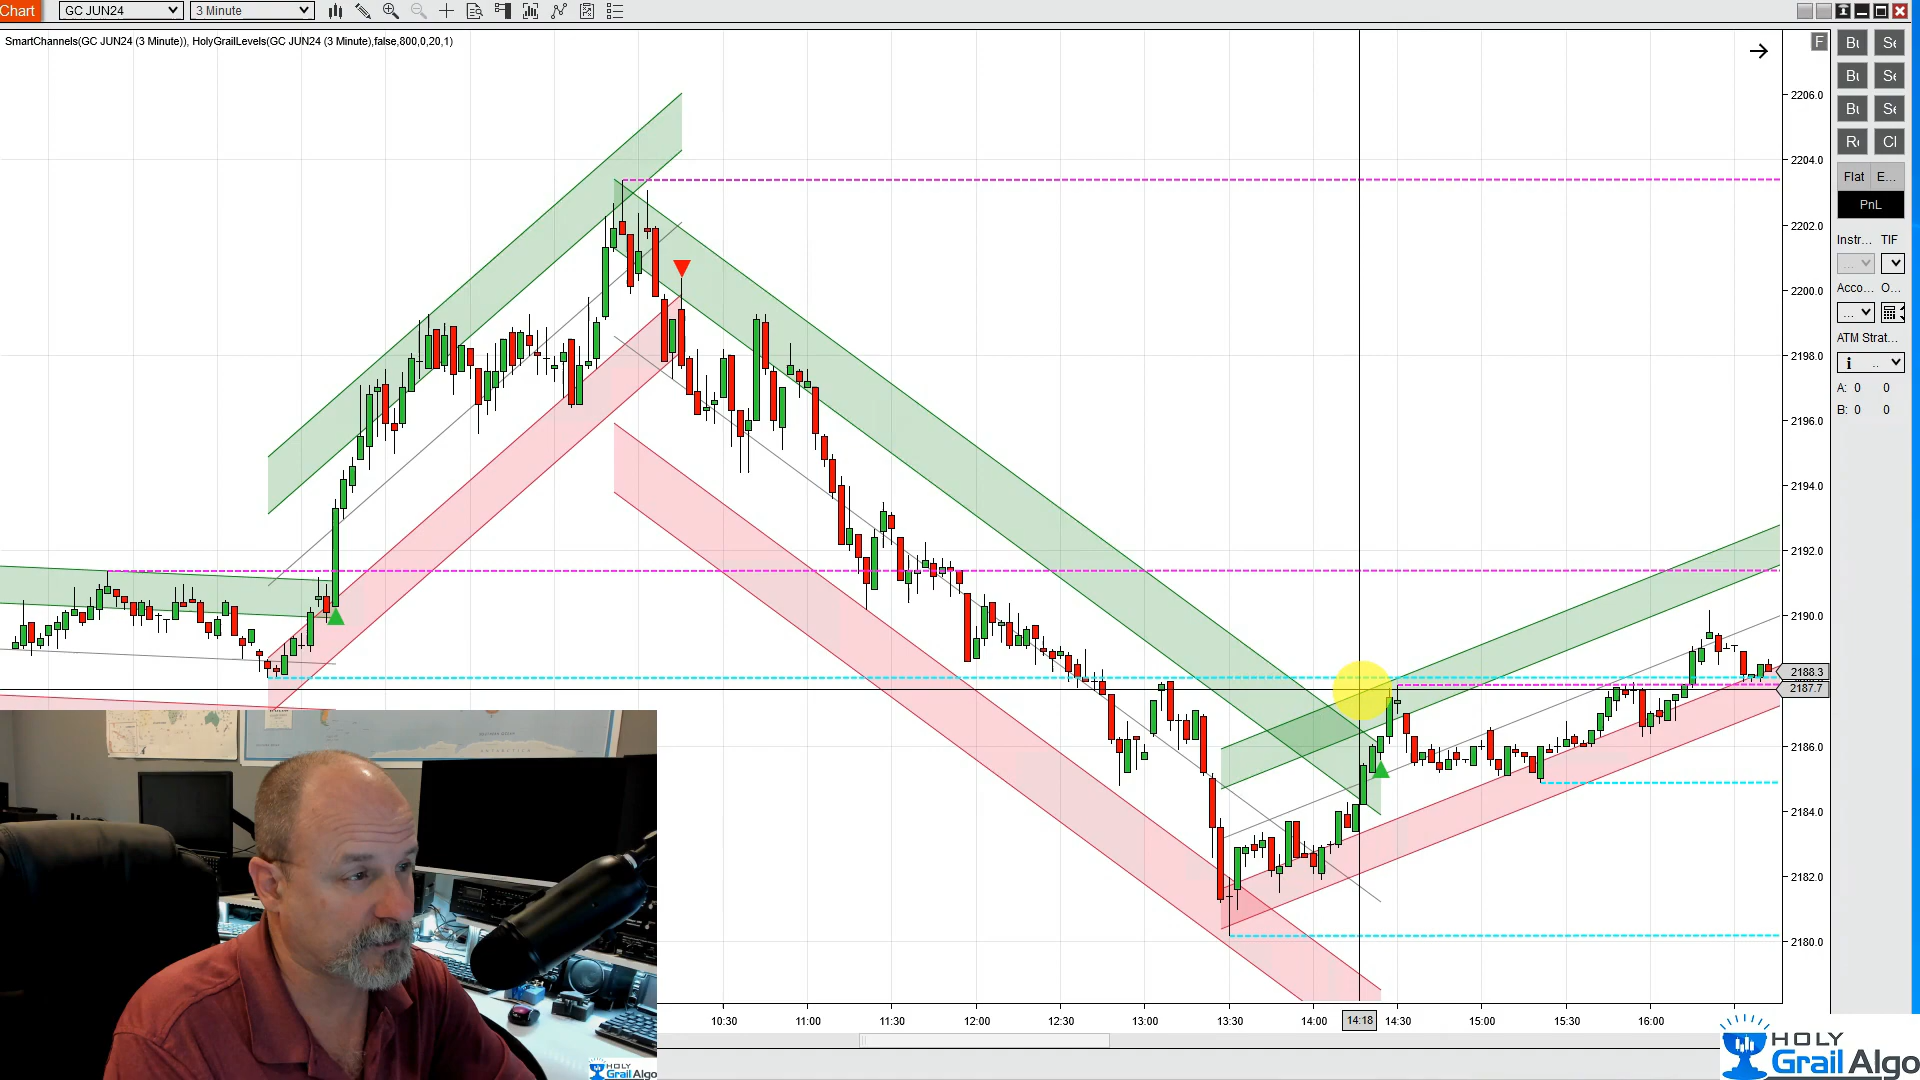 Chart
GC JUN24
3 Minute
SmartChannels(GC JUN24 (3 Minute)), HolyGrailLevels(GC JUN24 (3 Minute),false,800,0,20,1)
F
2206.0
2204.0
2202.0
2200.0
2198.0
2196.0
2194.0
2192.0
2190.0
2188.3
2187.7
2186.0
2184.0
2182.0
2180.0
10:30
11:00
11:30
12:00
12:30
13:00
13:30
14:00
14:18
14:30
15:00
15:30
16:00
Flat
E...
PnL
Instr...
TIF
...
Acco...
O...
...
ATM Strat...
i
..
A: 0 0
B: 0 0
HOLY
Grail Algo
HOLY
Grail Algo